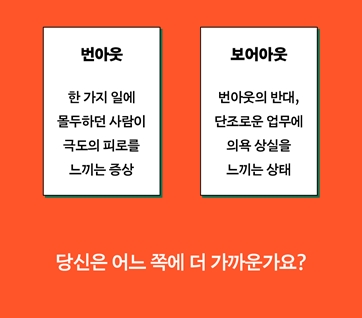 번아웃
한 가지 일에
몰두하던 사람이
극도의 피로를
느끼는 증상
보어아웃
번아웃의 반대,
단조로운 업무에
의욕 상실을
느끼는 상태
당신은 어느 쪽에 더 가까운가요?